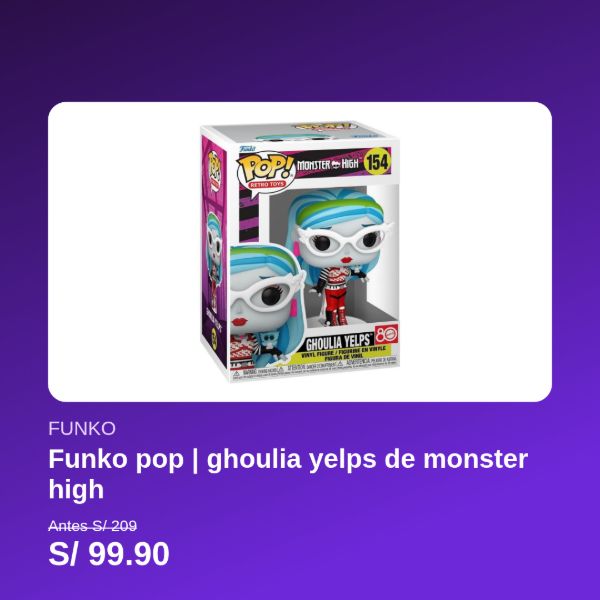 Funko
POP!
RETRO TOYS
MONSTER HIGH
154
GHOULIA YELPS
VINYL FIGURE / FIGURINE EN VINYLE
FIGURA DE VINIL
FUNKO
Funko pop | ghoulia yelps de monster
high
Antes S/ 209
S/ 99.90